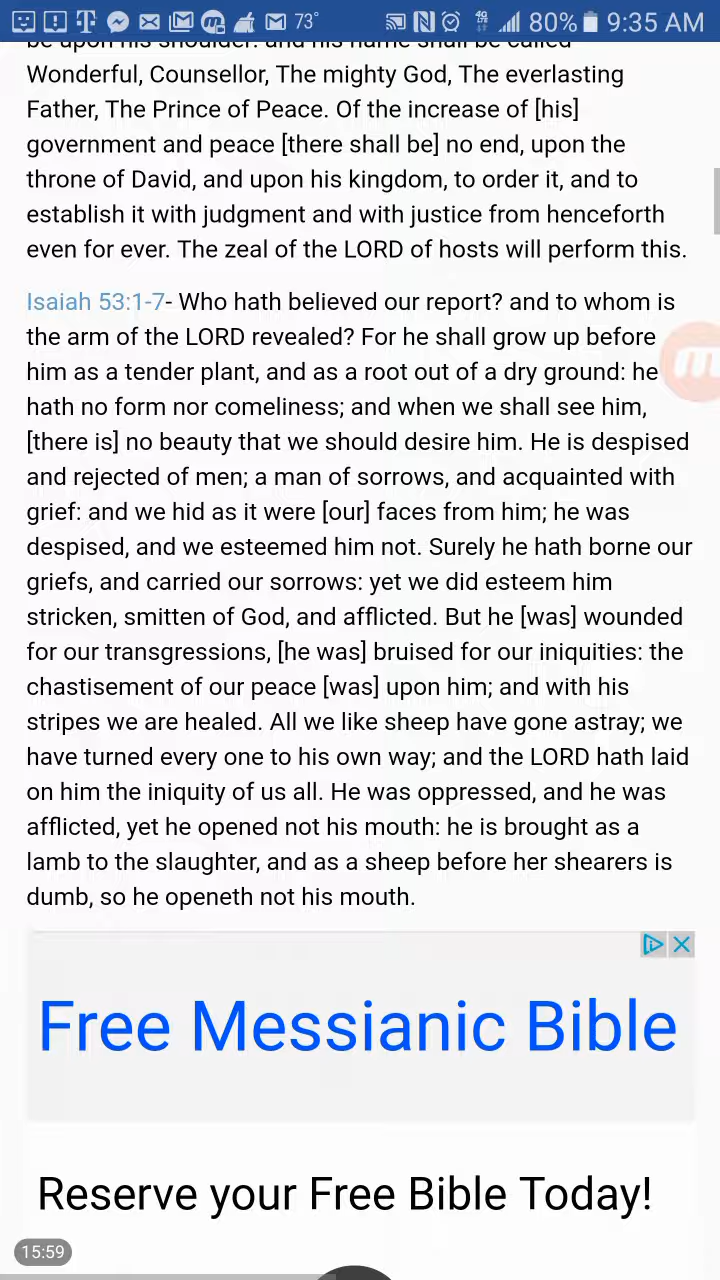 73° 4G 80% 9:35 AM
be upon his shoulder: and his name shall be called
Wonderful, Counsellor, The mighty God, The everlasting
Father, The Prince of Peace. Of the increase of [his]
government and peace [there shall be] no end, upon the
throne of David, and upon his kingdom, to order it, and to
establish it with judgment and with justice from henceforth
even for ever. The zeal of the LORD of hosts will perform this.
Isaiah 53:1-7- Who hath believed our report? and to whom is
the arm of the LORD revealed? For he shall grow up before
him as a tender plant, and as a root out of a dry ground: he
hath no form nor comeliness; and when we shall see him,
[there is] no beauty that we should desire him. He is despised
and rejected of men; a man of sorrows, and acquainted with
grief: and we hid as it were [our] faces from him; he was
despised, and we esteemed him not. Surely he hath borne our
griefs, and carried our sorrows: yet we did esteem him
stricken, smitten of God, and afflicted. But he [was] wounded
for our transgressions, [he was] bruised for our iniquities: the
chastisement of our peace [was] upon him; and with his
stripes we are healed. All we like sheep have gone astray; we
have turned every one to his own way; and the LORD hath laid
on him the iniquity of us all. He was oppressed, and he was
afflicted, yet he opened not his mouth: he is brought as a
lamb to the slaughter, and as a sheep before her shearers is
dumb, so he openeth not his mouth.
Free Messianic Bible
Reserve your Free Bible Today!
15:59